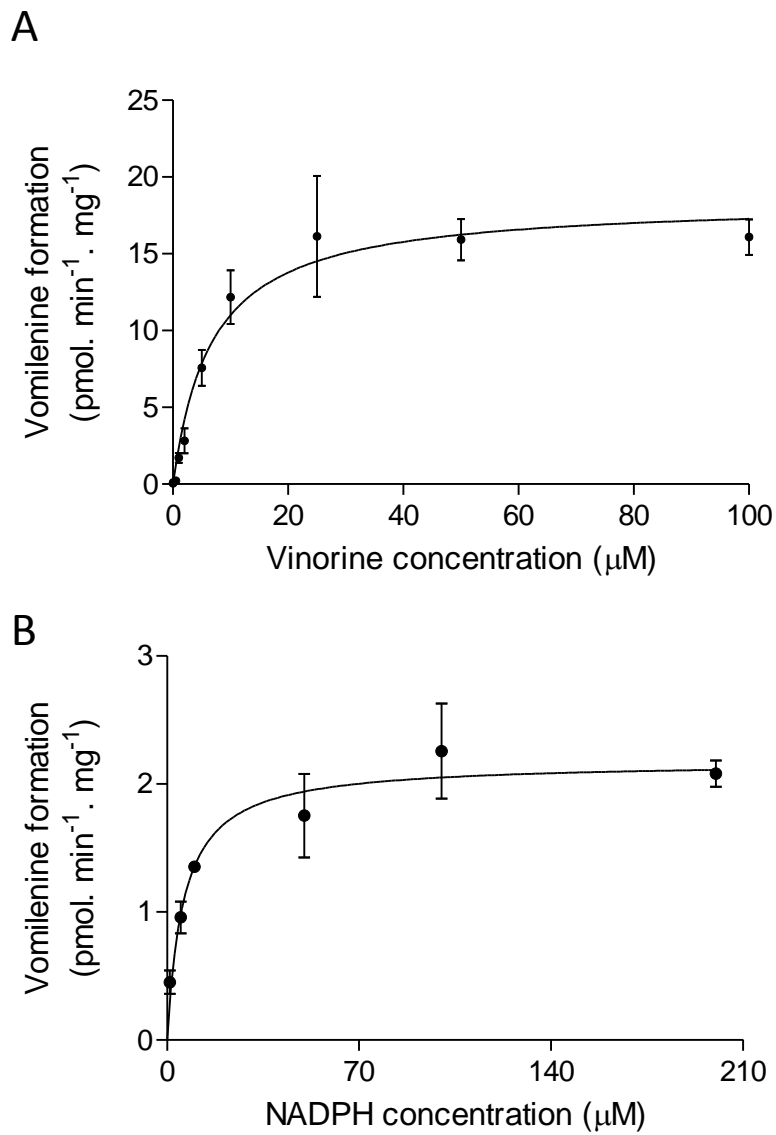 A
25
20
15
10
5
0
Vomilenine formation
(pmol. min⁻¹ . mg⁻¹)
0 20 40 60 80 100
Vinorine concentration (μM)
B
3
2
1
0
Vomilenine formation
(pmol. min⁻¹ . mg⁻¹)
0 70 140 210
NADPH concentration (μM)